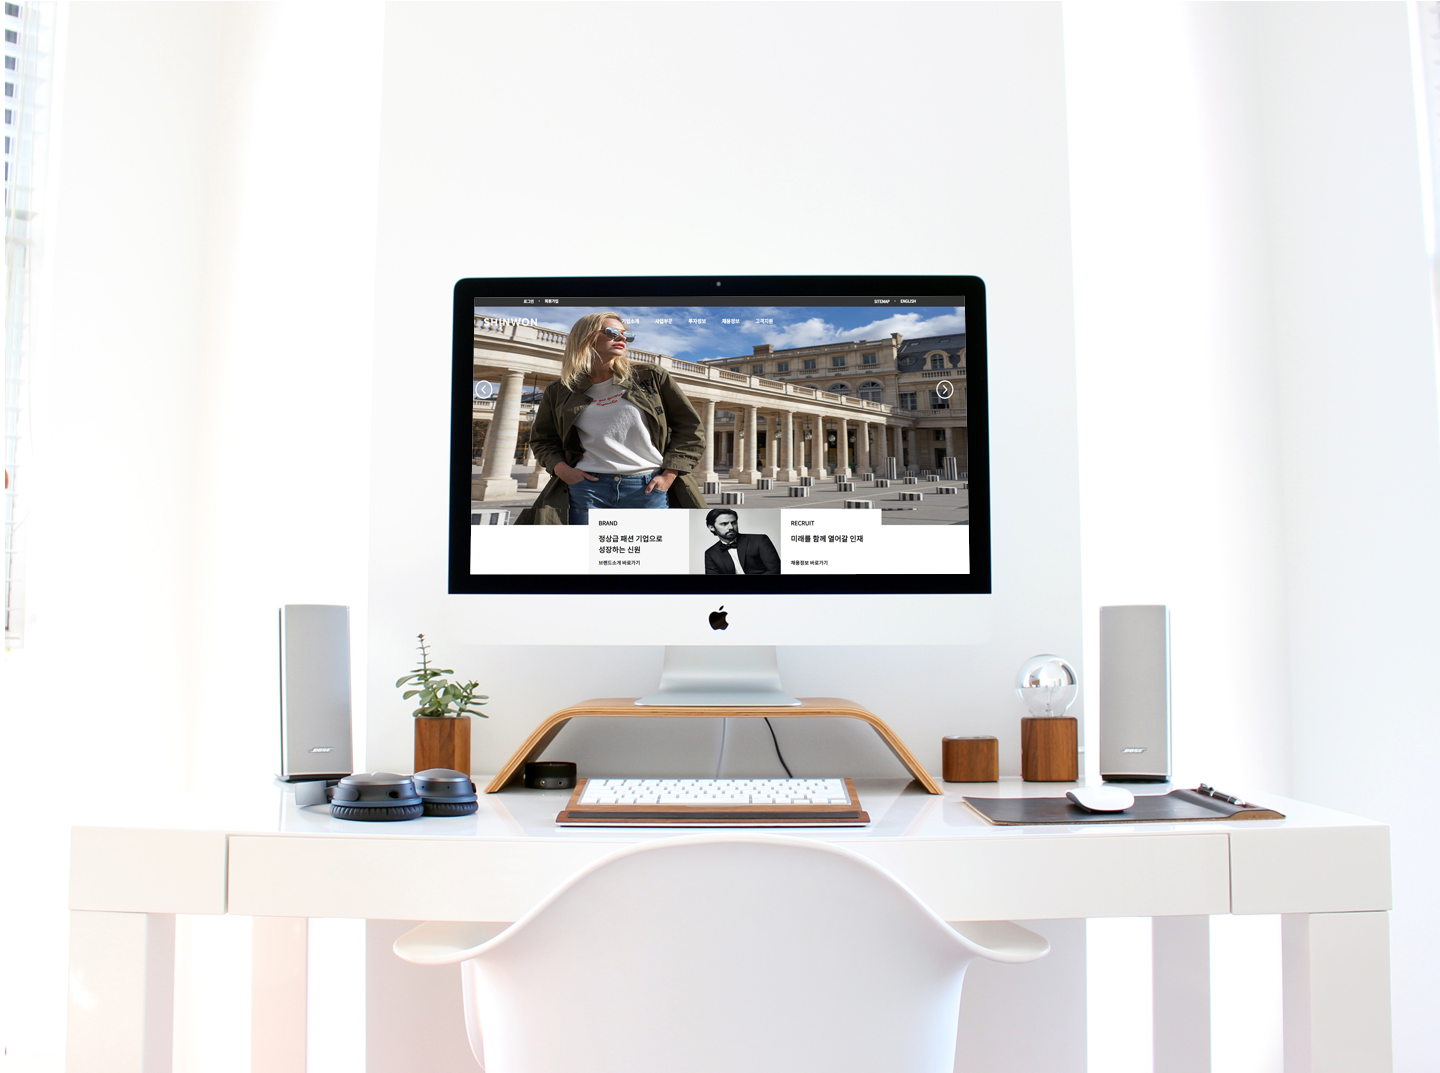 로그인 • 회원가입
SITEMAP • ENGLISH
SHINWON
기업소개 사업부문 투자정보 채용정보 고객지원
BRAND
정상급 패션 기업으로
성장하는 신원
브랜드소개 바로가기
RECRUIT
미래를 함께 열어갈 인재
채용정보 바로가기
BOSE
BOSE